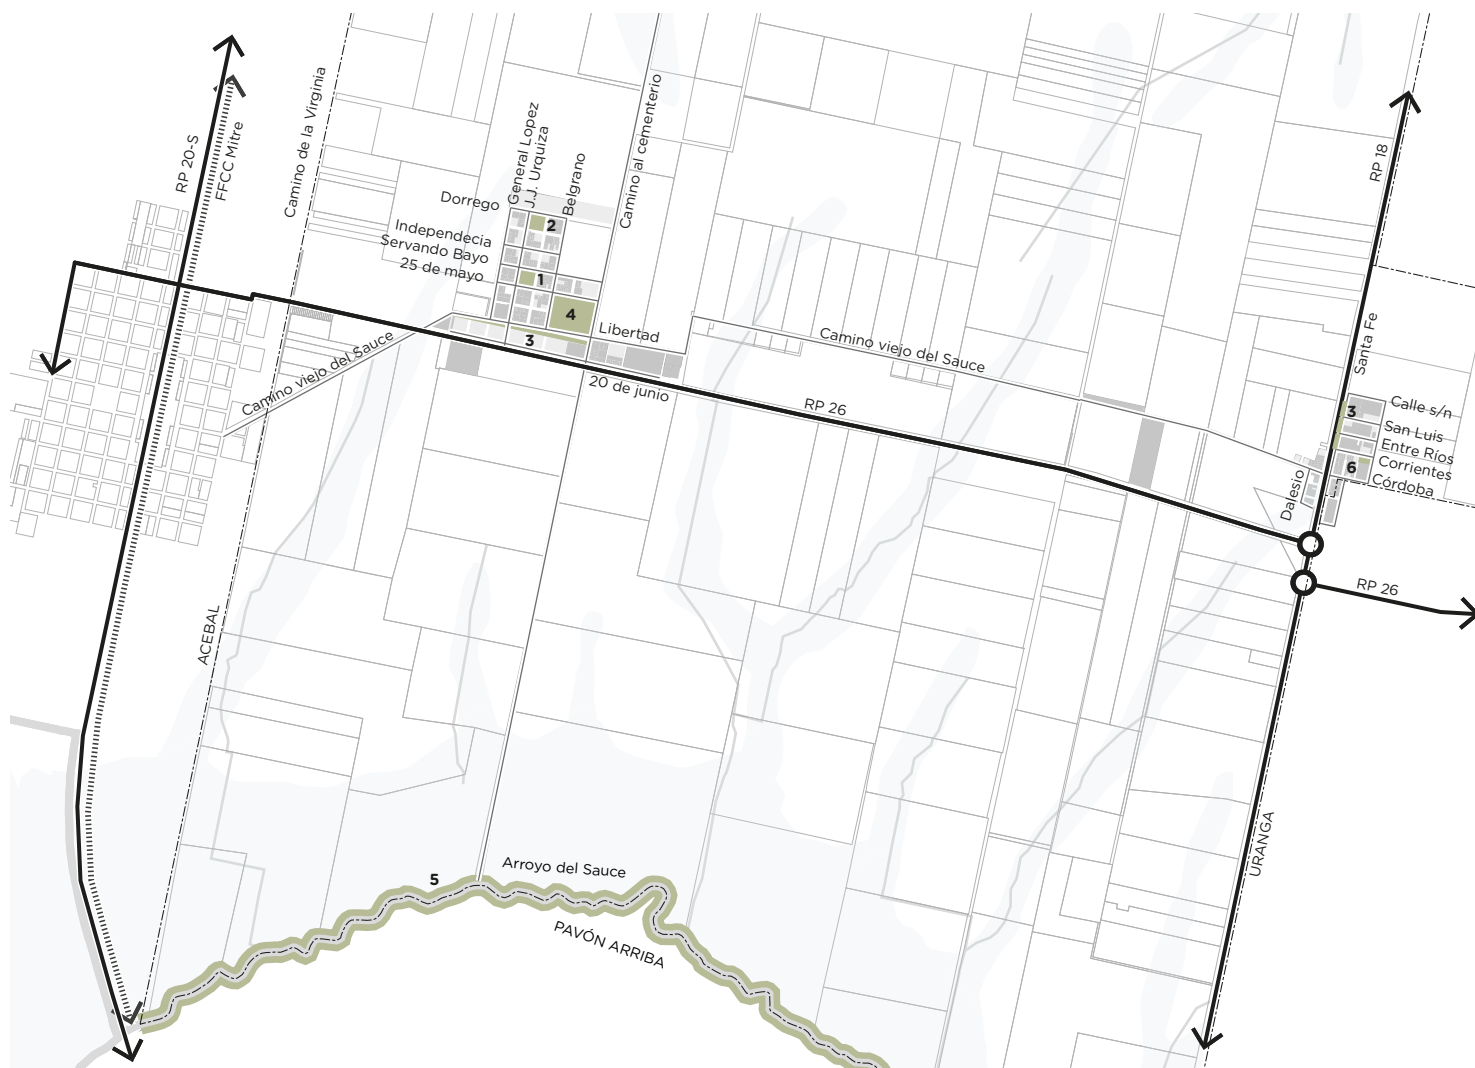 RP 20-S
FFCC Mitre
Camino de la Virginia
General Lopez
J.J. Urquiza
Belgrano
Camino al cementerio
RP 18
Dorrego
Independecia
Servando Bayo
25 de mayo
2
1
4
3
Libertad
Camino viejo del Sauce
Camino viejo del Sauce
20 de junio
RP 26
Santa Fe
3
Calle s/n
San Luis
Entre Ríos
Corrientes
Córdoba
6
Dalesio
RP 26
ACEBAL
URANGA
5
Arroyo del Sauce
PAVÓN ARRIBA